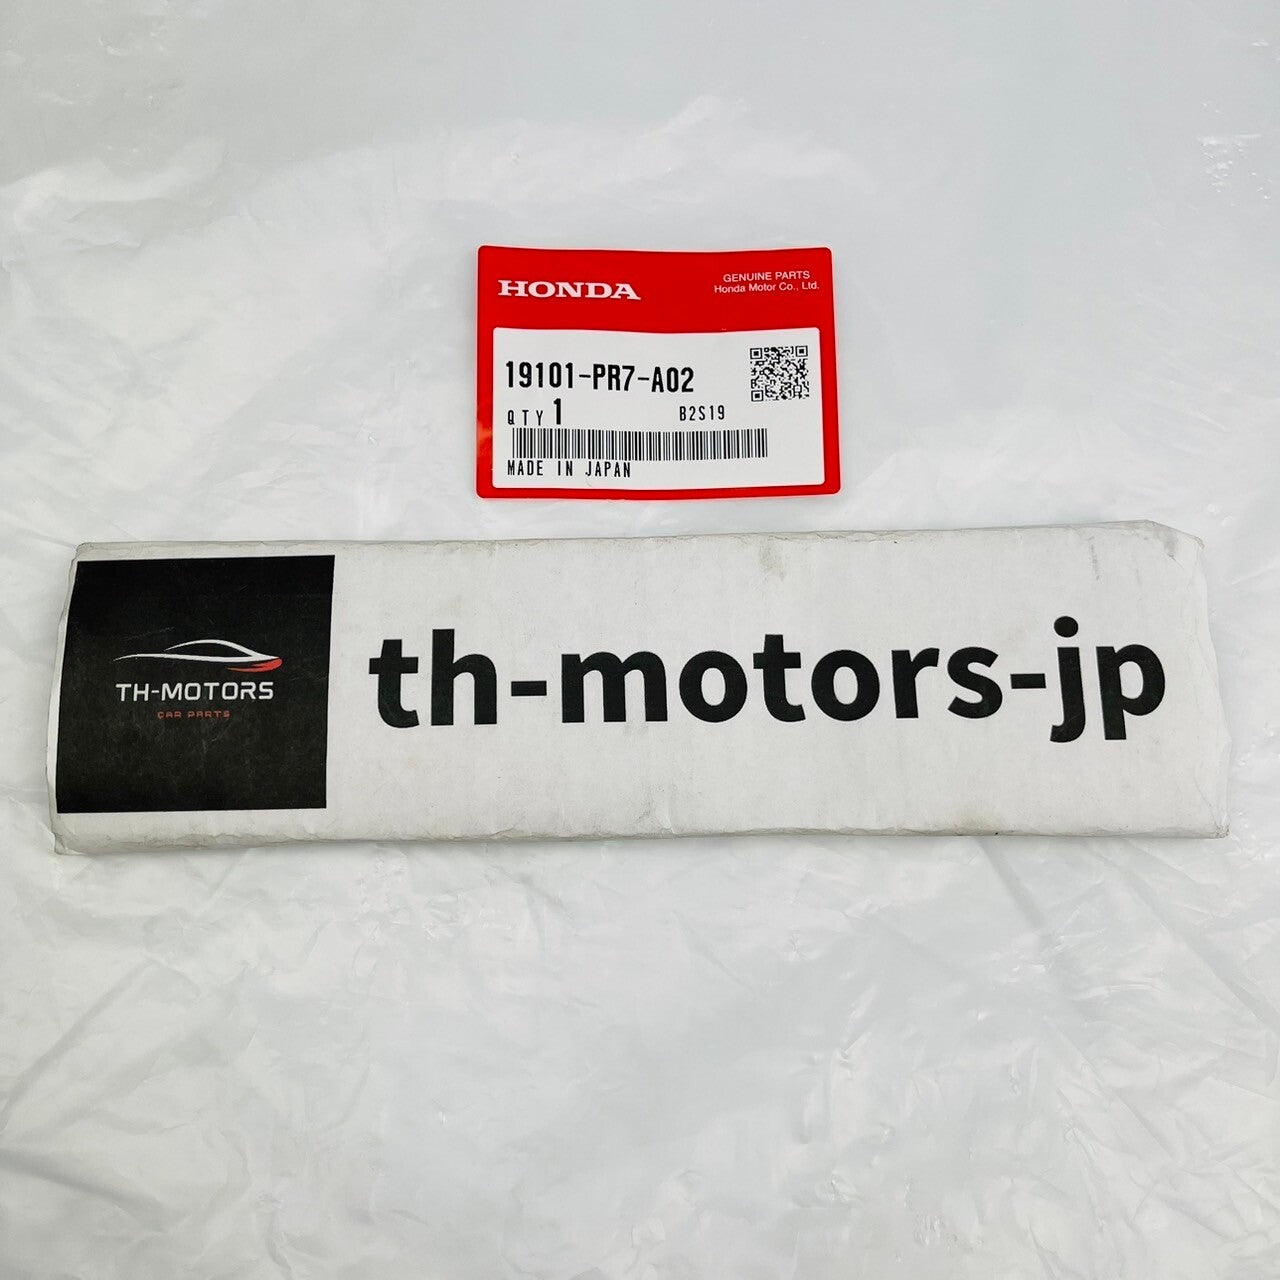 HONDA
GENUINE PARTS
Honda Motor Co., Ltd.
19101-PR7-A02
QTY 1 B2S19
MADE IN JAPAN
TH-MOTORS
CAR PARTS
th-motors-jp